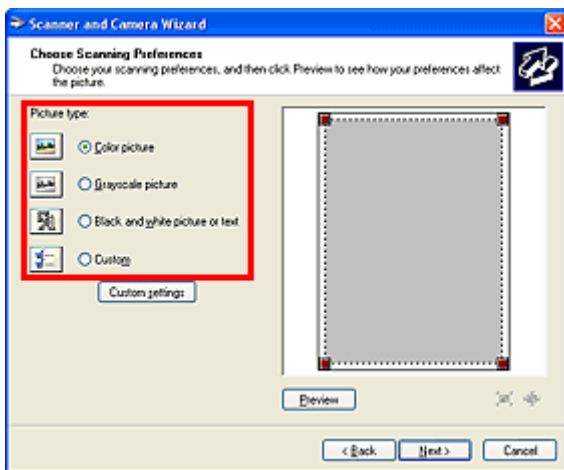 Scanner and Camera Wizard
Choose Scanning Preferences
Choose your scanning preferences, and then click Preview to see how your preferences affect
the picture.
Picture type:
Color picture
Grayscale picture
Black and white picture or text
Custom
Custom settings
Preview
< Back
Next >
Cancel